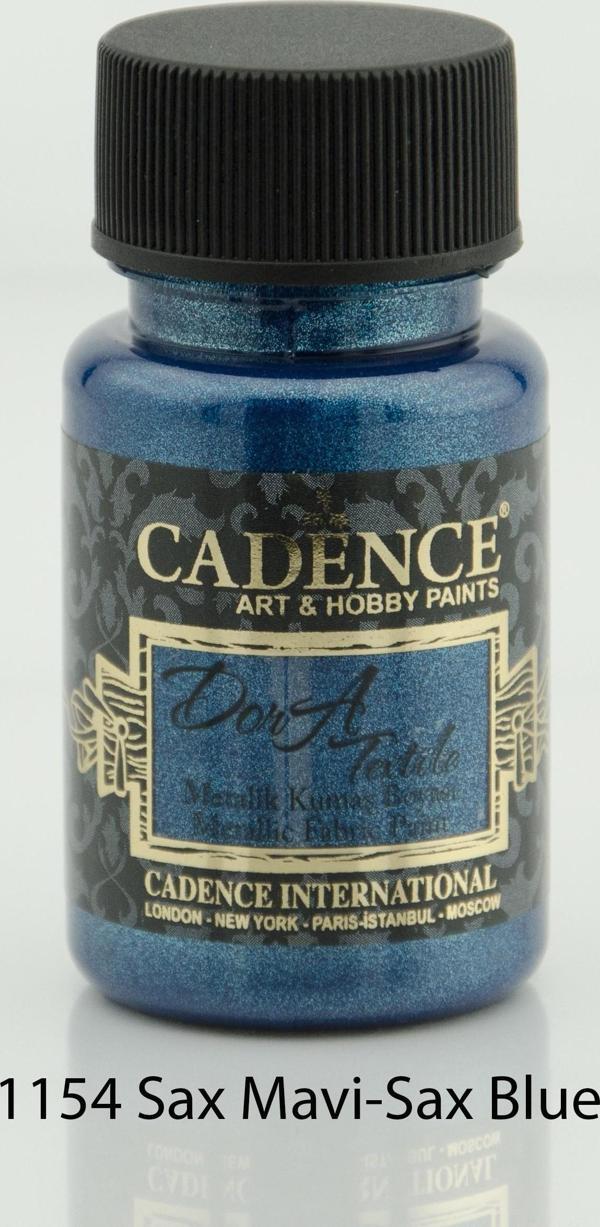 CADENCE®
ART & HOBBY PAINTS
DorA
Textile
Metalik Kumaş Boyası
Metallic Fabric Paint
CADENCE INTERNATIONAL
LONDON - NEW YORK - PARIS-İSTANBUL - MOSCOW
1154 Sax Mavi-Sax Blue